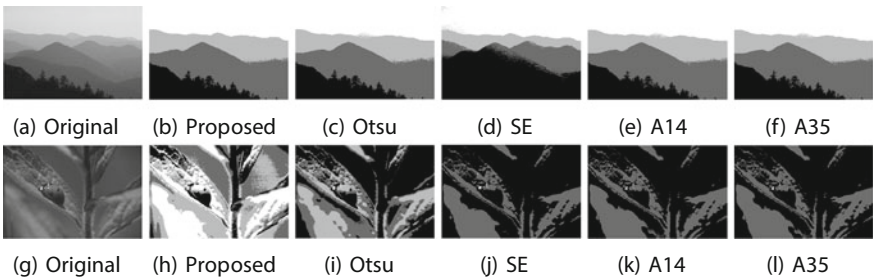 (a) Original (b) Proposed (c) Otsu (d) SE (e) A14 (f) A35
(g) Original (h) Proposed (i) Otsu (j) SE (k) A14 (l) A35